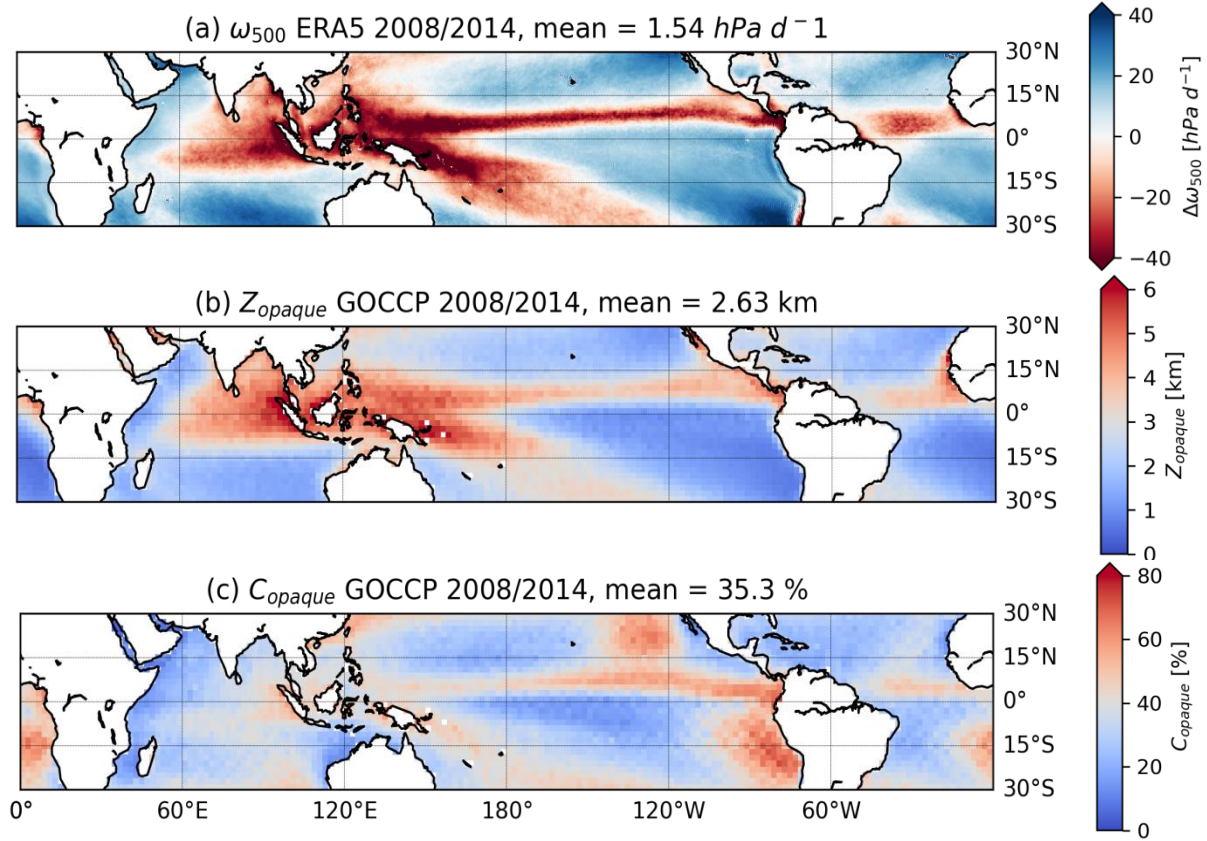 (a) ω500 ERA5 2008/2014, mean = 1.54 hPa d−1
30°N
15°N
0°
15°S
30°S
40
20
0
−20
−40
Δω500 [hPa d−1]
(b) Zopaque GOCCP 2008/2014, mean = 2.63 km
30°N
15°N
0°
15°S
30°S
6
5
4
3
2
1
0
Zopaque [km]
(c) Copaque GOCCP 2008/2014, mean = 35.3 %
30°N
15°N
0°
15°S
30°S
0°
60°E
120°E
180°
120°W
60°W
80
60
40
20
0
Copaque [%]